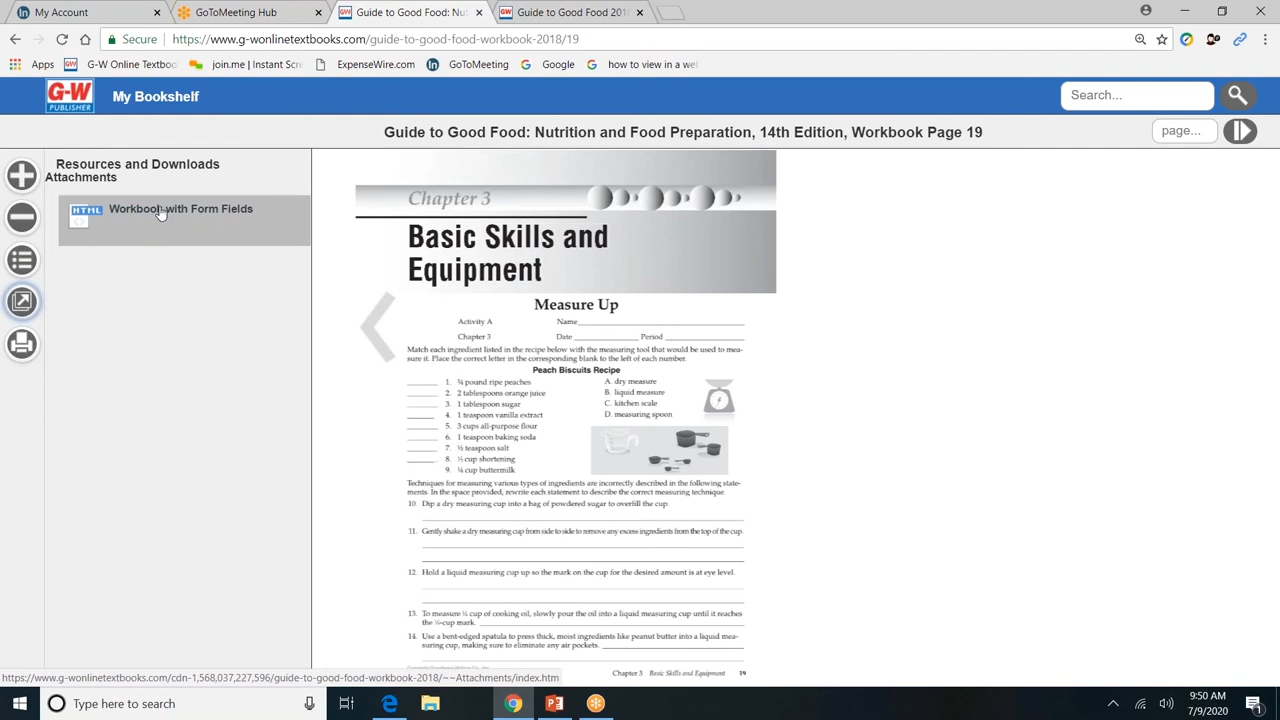 My Account
GoToMeeting Hub
Guide to Good Food: Nut
Guide to Good Food 201
Secure
https://www.g-wonlinetextbooks.com/guide-to-good-food-workbook-2018/19
Apps
G-W Online Textboo
join.me | Instant Scre
ExpenseWire.com
GoToMeeting
Google
how to view in a web
G-W
PUBLISHER
My Bookshelf
Search...
Guide to Good Food: Nutrition and Food Preparation, 14th Edition, Workbook Page 19
page...
Resources and Downloads
Attachments
HTML
Workbook with Form Fields
Chapter 3
Basic Skills and
Equipment
Measure Up
Activity A Name
Chapter 3 Date Period
Match each ingredient listed in the recipe below with the measuring tool that would be used to mea-
sure it. Place the correct letter in the corresponding blank to the left of each number.
Peach Biscuits Recipe
1. ¾ pound ripe peaches
2. 2 tablespoons orange juice
3. 1 tablespoon sugar
4. 1 teaspoon vanilla extract
5. 3 cups all-purpose flour
6. 1 teaspoon baking soda
7. ½ teaspoon salt
8. cup shortening
9. cup buttermilk
A. dry measure
B. liquid measure
C. kitchen scale
D. measuring spoon
Techniques for measuring various types of ingredients are incorrectly described in the following state-
ments. In the space provided, rewrite each statement to describe the correct measuring technique.
10. Dip a dry measuring cup into a bag of powdered sugar to overfill the cup.
11. Gently shake a dry measuring cup from side to side to remove any excess ingredients from the top of the cup.
12. Hold a liquid measuring cup up so the mark on the cup for the desired amount is at eye level.
13. To measure cup of cooking oil, slowly pour the oil into a liquid measuring cup until it reaches
the -cup mark.
14. Use a bent-edged spatula to press thick, moist ingredients like peanut butter into a liquid mea-
suring cup, making sure to eliminate any air pockets.
Chapter 3 Basic Skills and Equipment 19
https://www.g-wonlinetextbooks.com/cdn-1,568,037,227,596/guide-to-good-food-workbook-2018/~~Attachments/index.htm
Type here to search
9:50 AM
7/9/2020